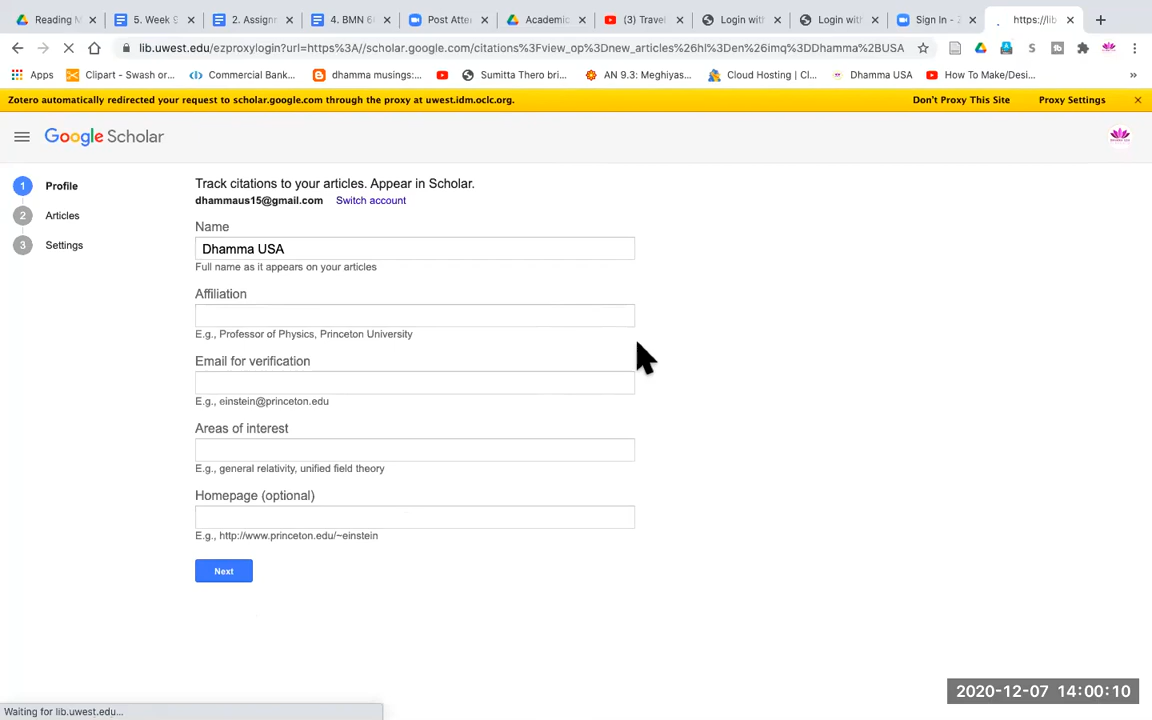 Reading M
5. Week 9
2. Assignm
4. BMN 6
Post Atte
Academic
(3) Travel
Login with
Login with
Sign In - Z
https://lib
lib.uwest.edu/ezproxylogin?url=https%3A//scholar.google.com/citations%3Fview_op%3Dnew_articles%26hl%3Den%26imq%3DDhamma%2BUSA
Apps
Clipart - Swash or...
Commercial Bank...
dhamma musings:...
Sumitta Thero bri...
AN 9.3: Meghiyas...
Cloud Hosting | Cl...
Dhamma USA
How To Make/Desi...
Zotero automatically redirected your request to scholar.google.com through the proxy at uwest.idm.oclc.org.
Don't Proxy This Site
Proxy Settings
Google Scholar
1 Profile
2 Articles
3 Settings
Track citations to your articles. Appear in Scholar.
dhammaus15@gmail.com Switch account
Name
Dhamma USA
Full name as it appears on your articles
Affiliation
E.g., Professor of Physics, Princeton University
Email for verification
E.g., einstein@princeton.edu
Areas of interest
E.g., general relativity, unified field theory
Homepage (optional)
E.g., http://www.princeton.edu/~einstein
Next
2020-12-07 14:00:10
Waiting for lib.uwest.edu...